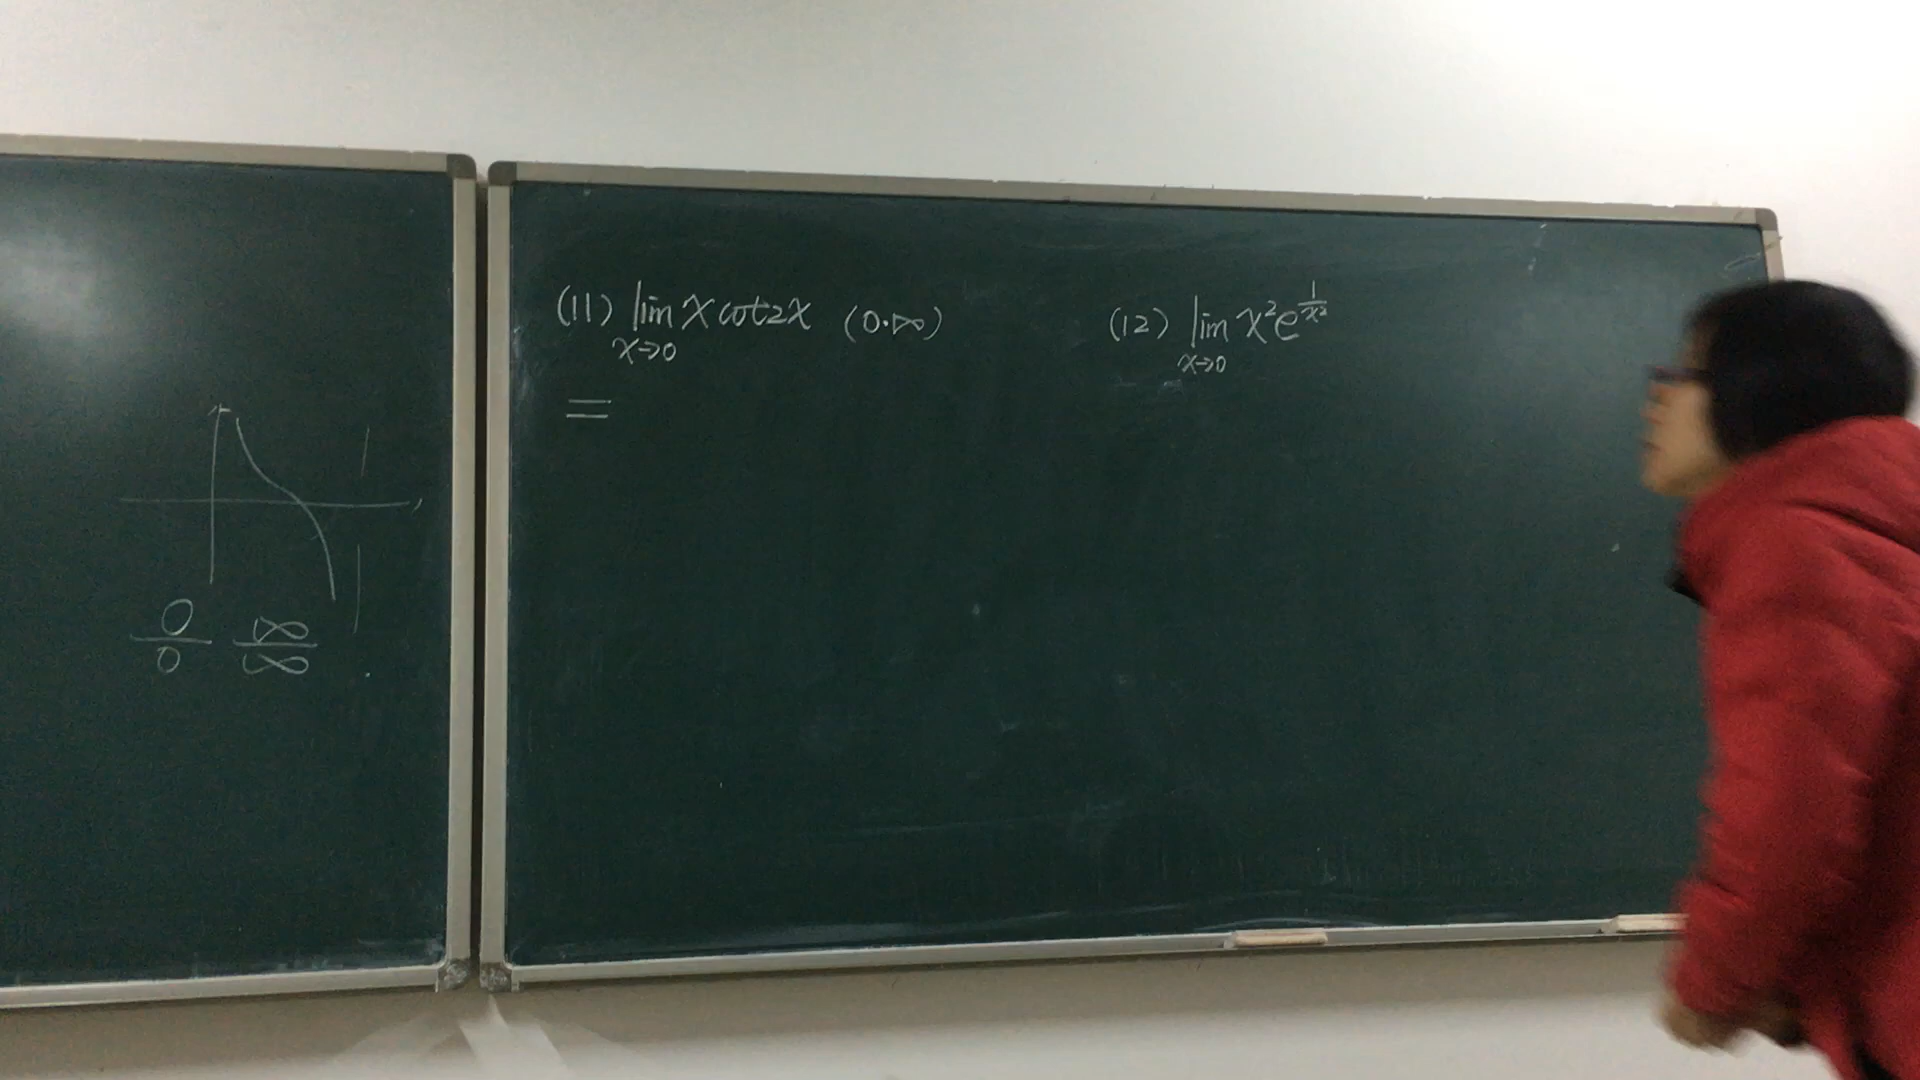 0/0 ∞/∞
(11) lim x→0 x cot2x (0·∞)
=
(12) lim x→0 x²e^(1/x²)